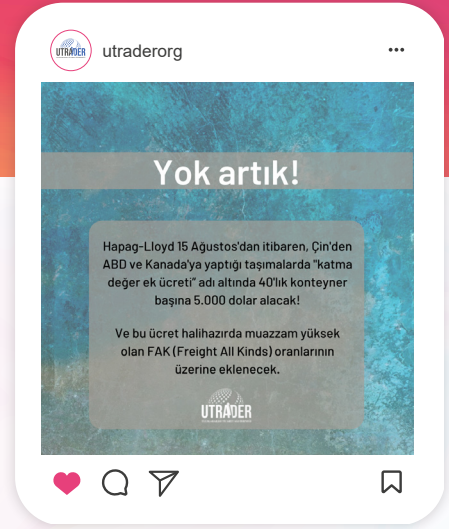 UTRADER
utraderorg
Yok artık!
Hapag-Lloyd 15 Ağustos'dan itibaren, Çin'den
ABD ve Kanada'ya yaptığı taşımalarda "katma
değer ek ücreti" adı altında 40'lık konteyner
başına 5.000 dolar alacak!
Ve bu ücret halihazırda muazzam yüksek
olan FAK (Freight All Kinds) oranlarının
üzerine eklenecek.
UTRADER